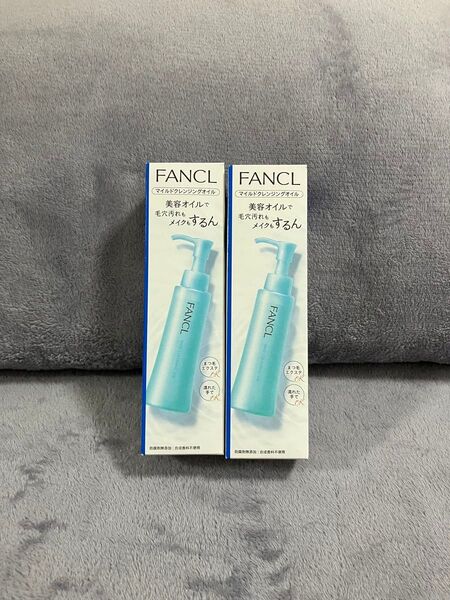 FANCL
マイルドクレンジングオイル
美容オイルで
毛穴汚れも
メイクもするん
FANCL
まつ毛
エクステ
OK
濡れた
手で
OK
防腐剤無添加│合成香料不使用
FANCL
マイルドクレンジングオイル
美容オイルで
毛穴汚れも
メイクもするん
FANCL
まつ毛
エクステ
OK
濡れた
手で
OK
防腐剤無添加│合成香料不使用